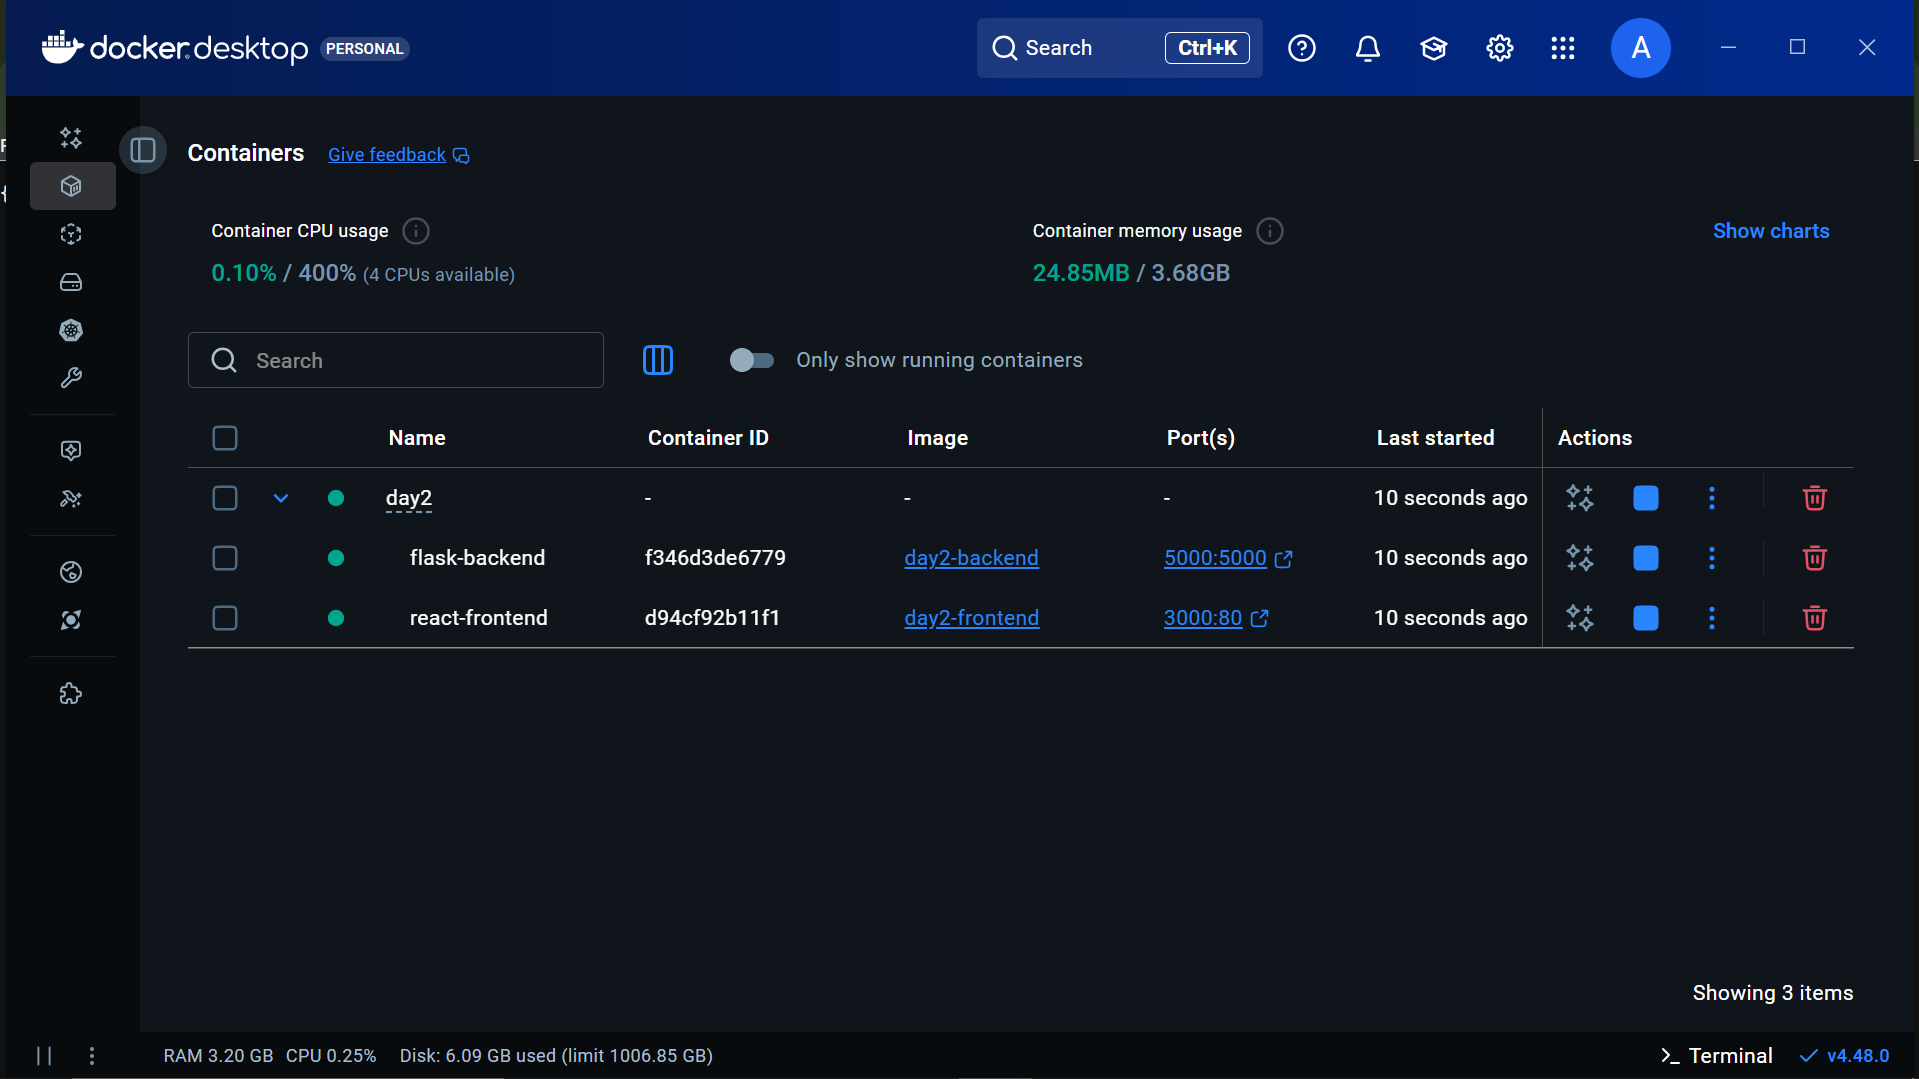 docker desktop PERSONAL Search Ctrl+K A
Containers Give feedback
Container CPU usage Container memory usage Show charts
0.10% / 400% (4 CPUs available) 24.85MB / 3.68GB
Search Only show running containers
Name Container ID Image Port(s) Last started Actions
day2 - - - 10 seconds ago
flask-backend f346d3de6779 day2-backend 5000:5000 10 seconds ago
react-frontend d94cf92b11f1 day2-frontend 3000:80 10 seconds ago
Showing 3 items
RAM 3.20 GB CPU 0.25% Disk: 6.09 GB used (limit 1006.85 GB) Terminal v4.48.0